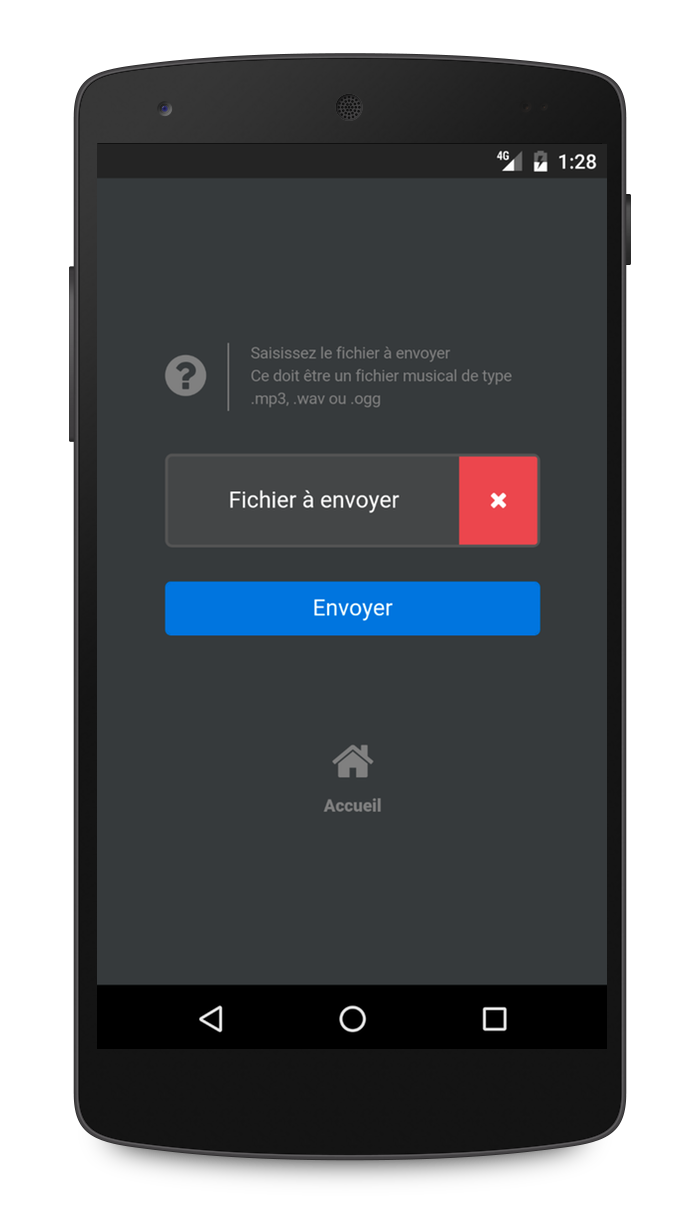 4G 1:28
Saisissez le fichier à envoyer
Ce doit être un fichier musical de type
.mp3, .wav ou .ogg
Fichier à envoyer
Envoyer
Accueil